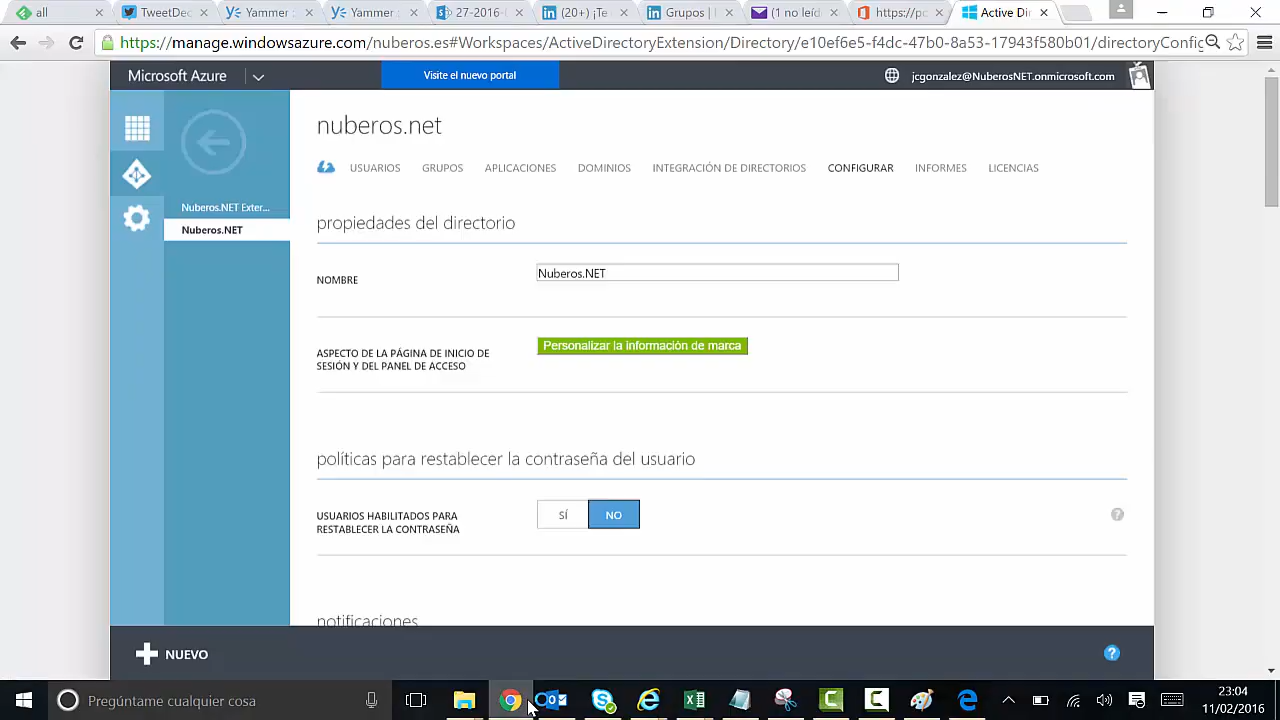 all
TweetDec
Yammer
Yammer
27-2016
(20+) ¡Te
Grupos |
(1 no leíd
https://pc
Active Dir
https://manage.windowsazure.com/nuberos.es#Workspaces/ActiveDirectoryExtension/Directory/e10ef6e5-f4dc-47b0-8a53-17943f580b01/directoryConfig
Microsoft Azure
Visite el nuevo portal
jcgonzalez@NuberosNET.onmicrosoft.com
nuberos.net
USUARIOS GRUPOS APLICACIONES DOMINIOS INTEGRACIÓN DE DIRECTORIOS CONFIGURAR INFORMES LICENCIAS
Nuberos.NET Exter...
Nuberos.NET
propiedades del directorio
NOMBRE
Nuberos.NET
ASPECTO DE LA PÁGINA DE INICIO DE
SESIÓN Y DEL PANEL DE ACCESO
Personalizar la información de marca
políticas para restablecer la contraseña del usuario
USUARIOS HABILITADOS PARA
RESTABLECER LA CONTRASEÑA
SÍ NO
notificaciones
NUEVO
Pregúntame cualquier cosa
23:04
11/02/2016